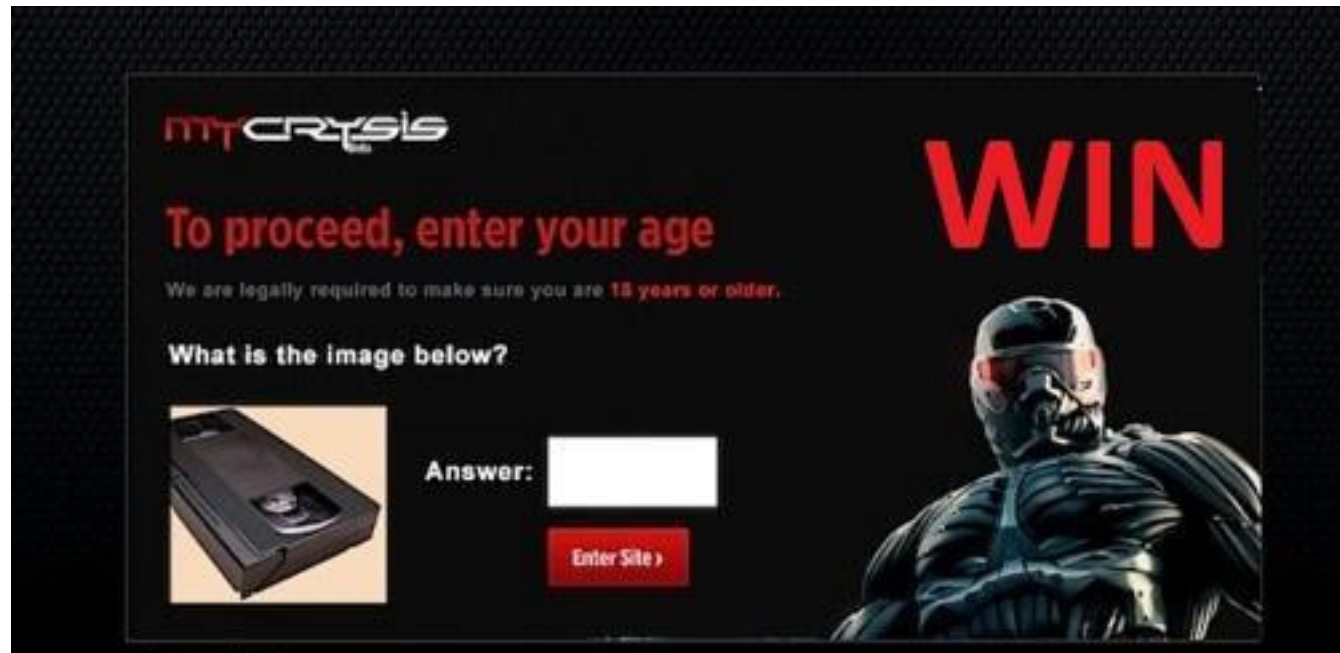 myCRYSIS
WIN
To proceed, enter your age
We are legally required to make sure you are 18 years or older.
What is the image below?
Answer:
Enter Site ›